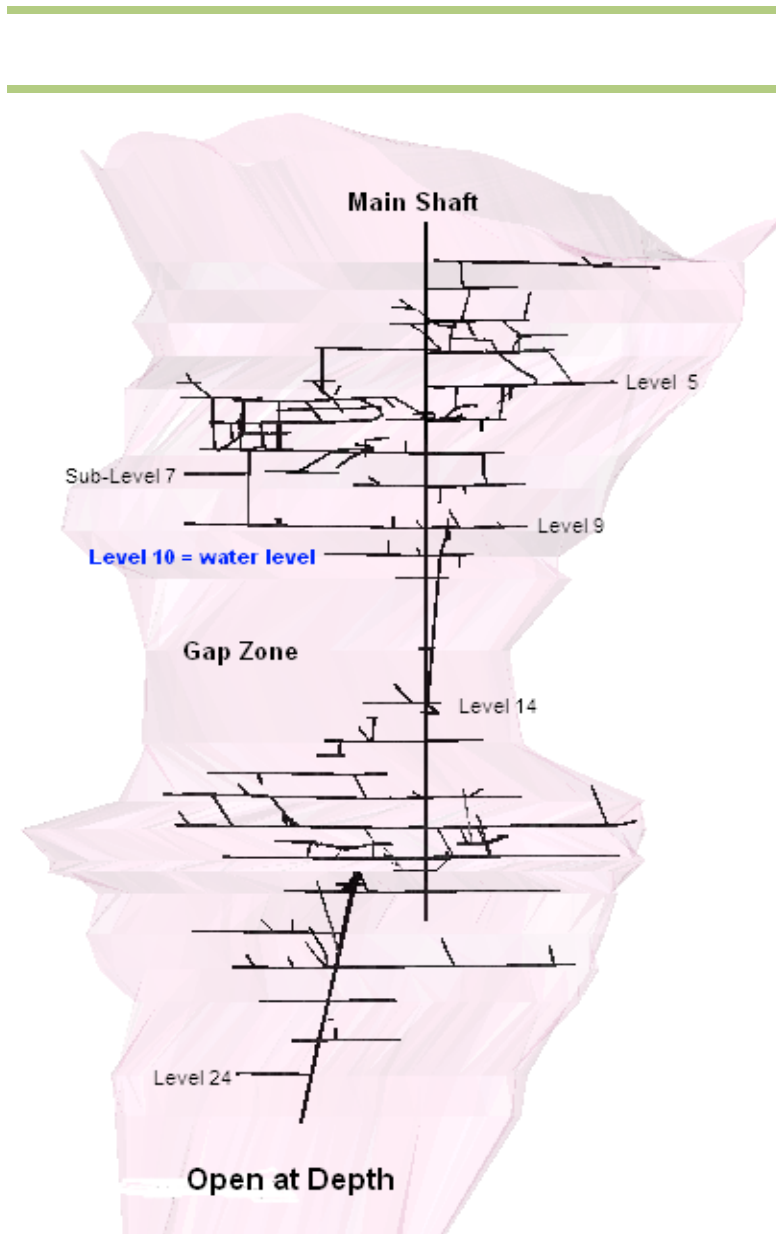 Main Shaft
Level 5
Sub-Level 7
Level 9
Level 10 = water level
Gap Zone
Level 14
Level 24
Open at Depth